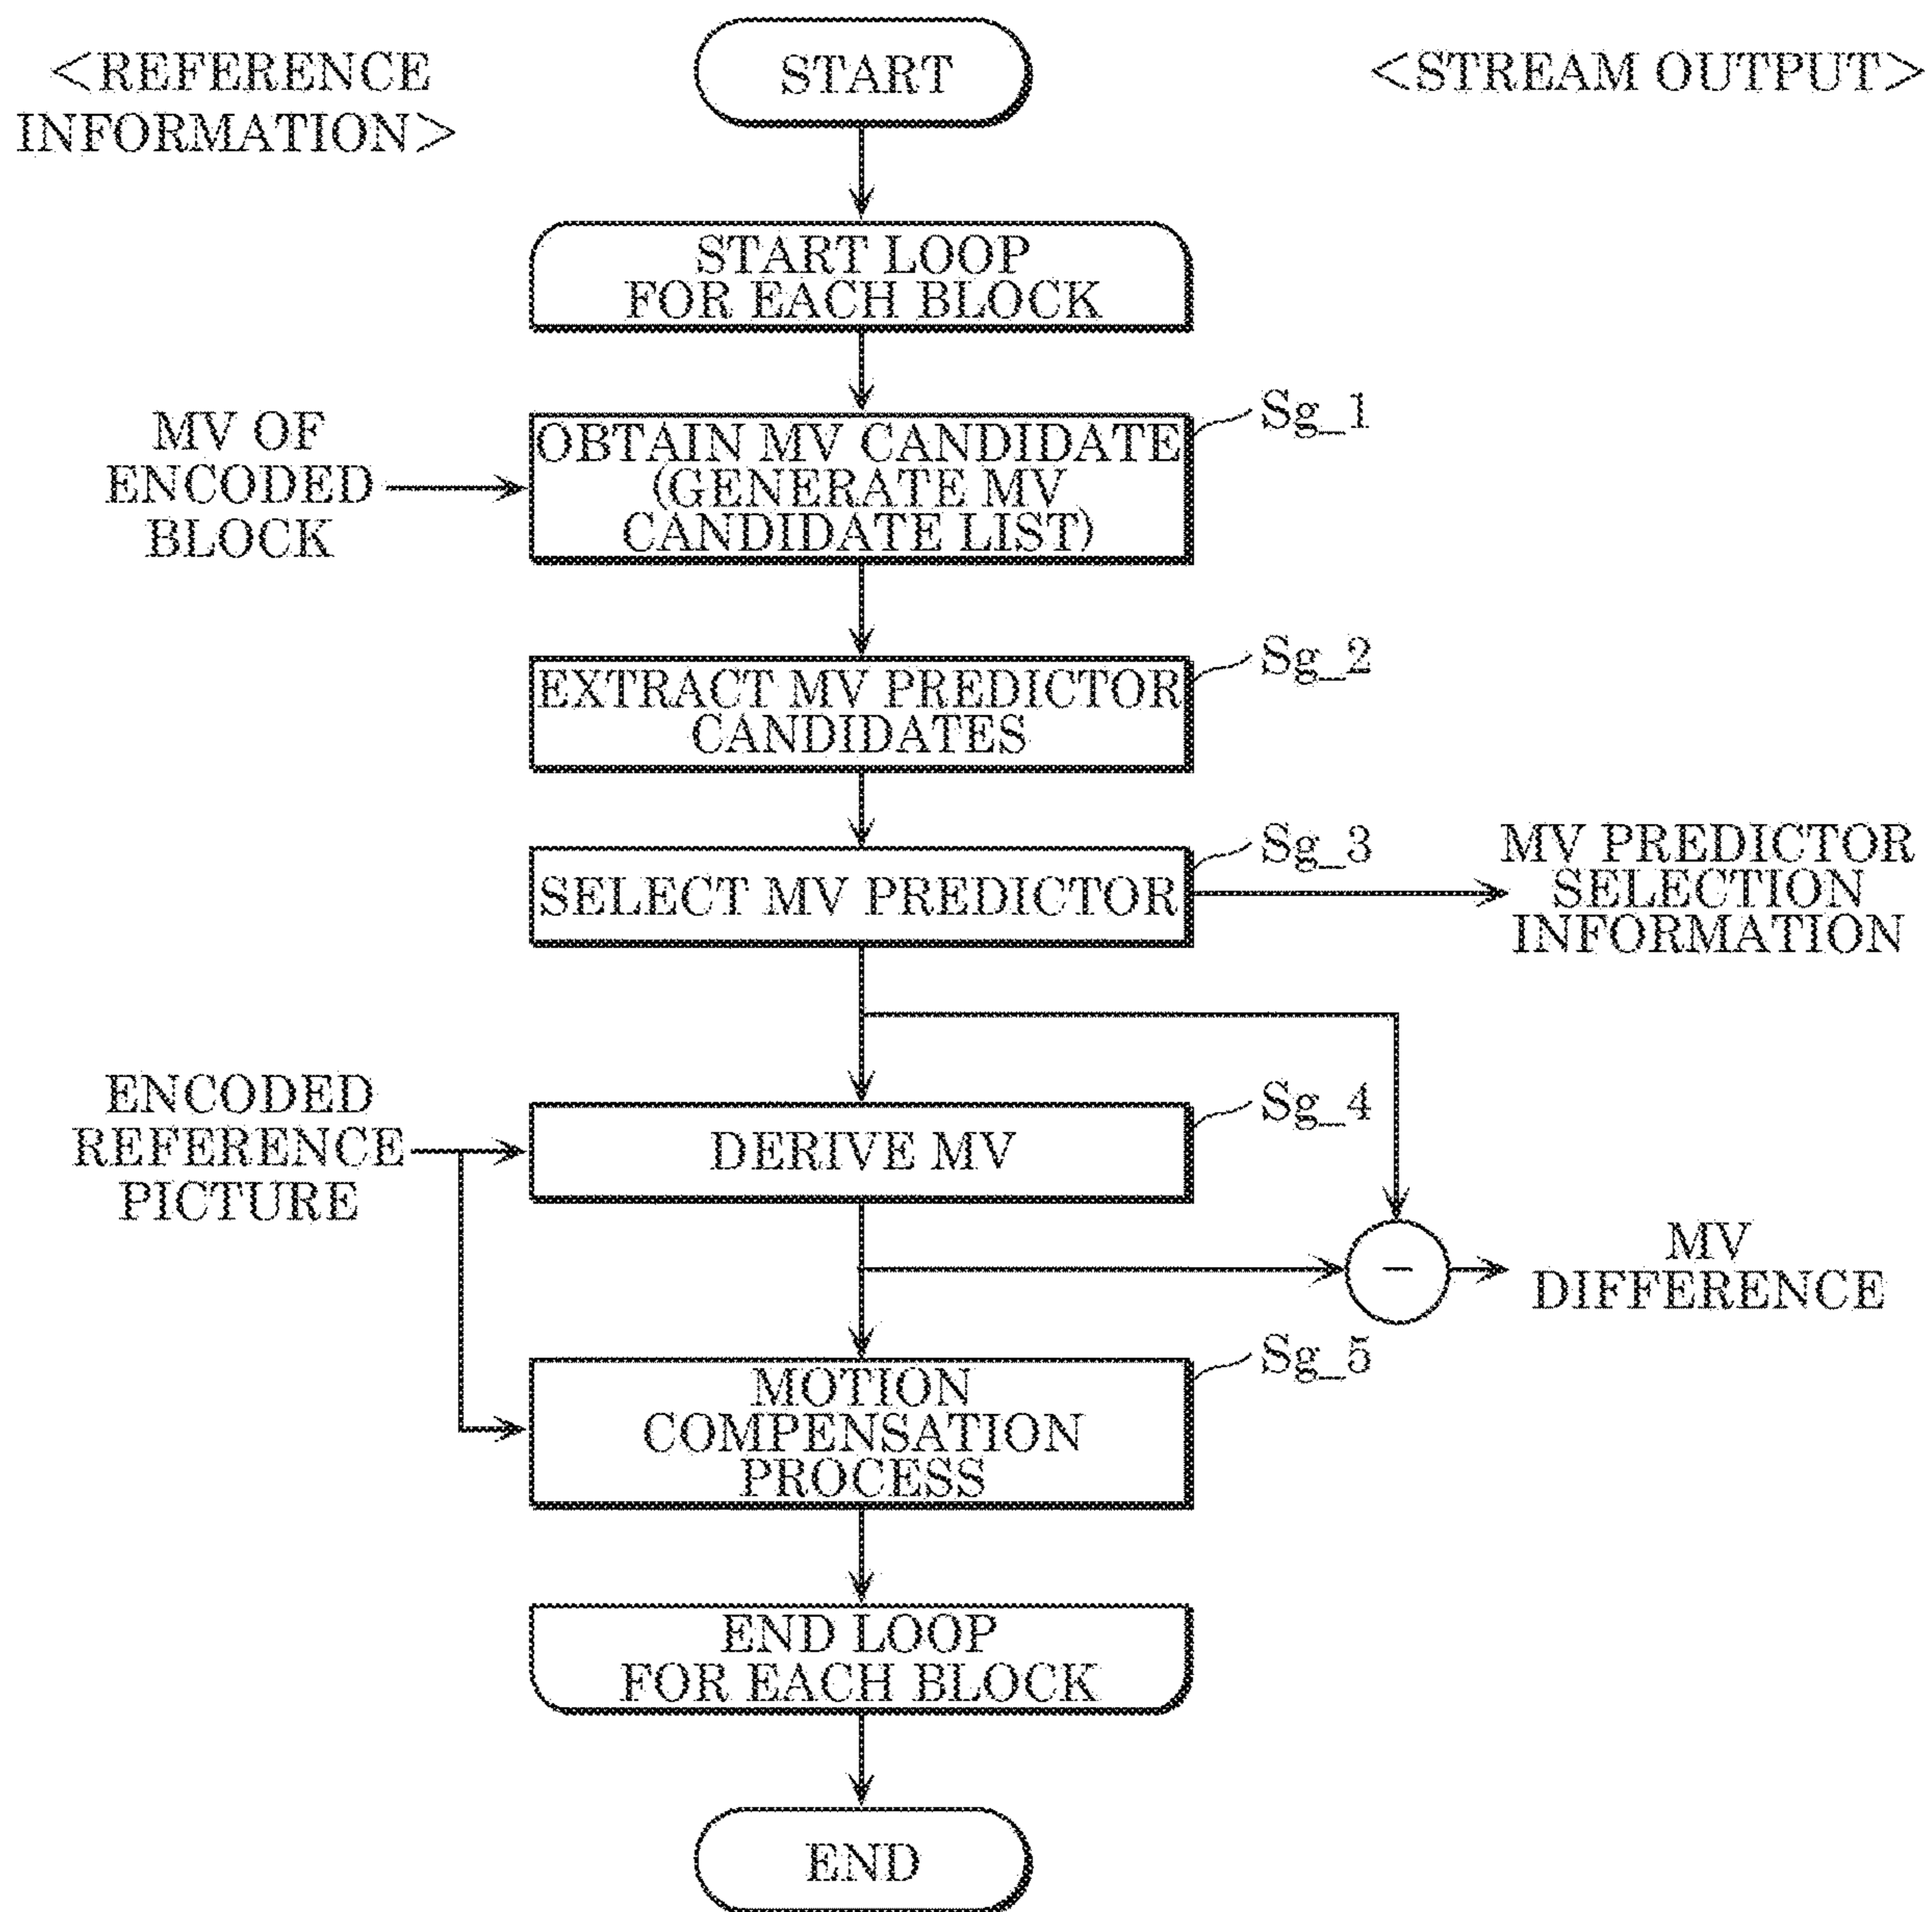 <REFERENCE
INFORMATION>
START
<STREAM OUTPUT>
START LOOP
FOR EACH BLOCK
MV OF
ENCODED
BLOCK
OBTAIN MV CANDIDATE
(GENERATE MV
CANDIDATE LIST)
Sg_1
EXTRACT MV PREDICTOR
CANDIDATES
Sg_2
SELECT MV PREDICTOR
Sg_3
MV PREDICTOR
SELECTION
INFORMATION
ENCODED
REFERENCE
PICTURE
DERIVE MV
Sg_4
–
MV
DIFFERENCE
MOTION
COMPENSATION
PROCESS
Sg_5
END LOOP
FOR EACH BLOCK
END